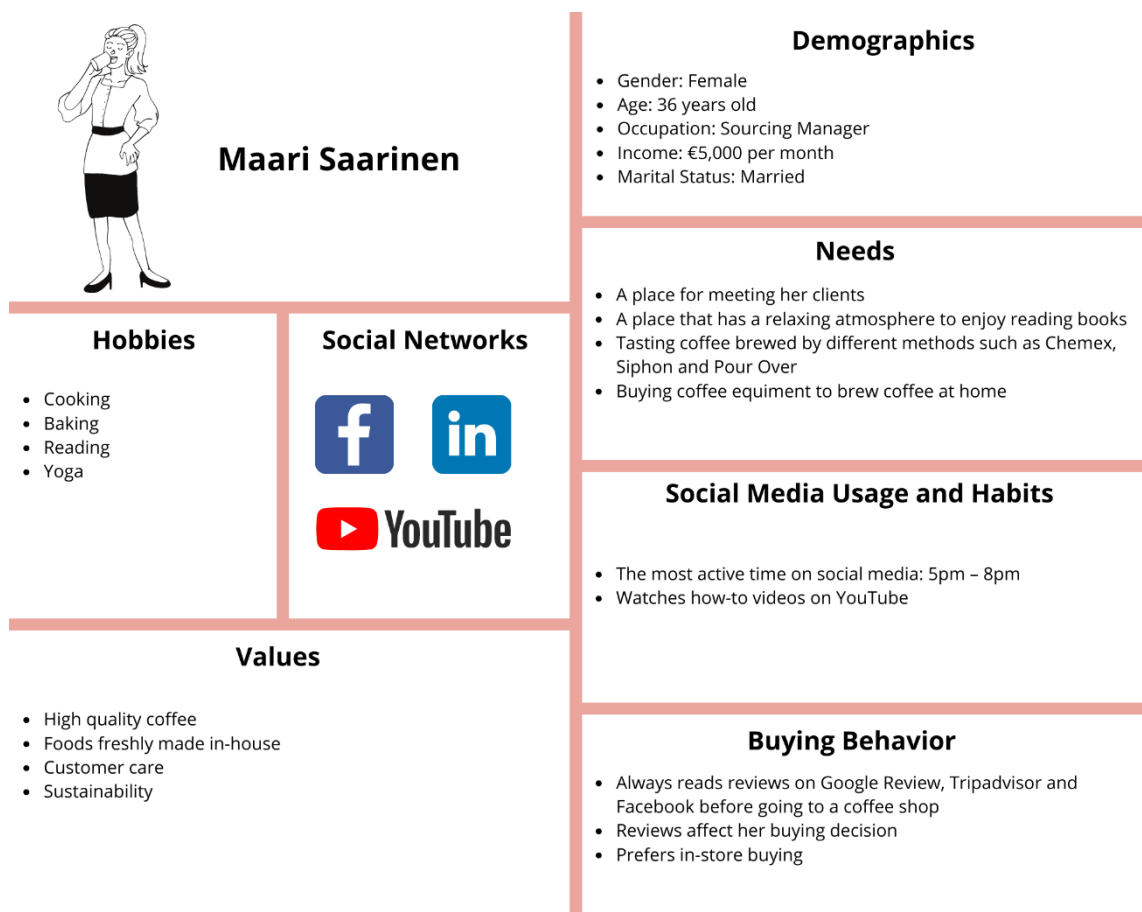 Maari Saarinen
Demographics
• Gender: Female
• Age: 36 years old
• Occupation: Sourcing Manager
• Income: €5,000 per month
• Marital Status: Married
Needs
• A place for meeting her clients
• A place that has a relaxing atmosphere to enjoy reading books
• Tasting coffee brewed by different methods such as Chemex,
Siphon and Pour Over
• Buying coffee equiment to brew coffee at home
Hobbies
• Cooking
• Baking
• Reading
• Yoga
Social Networks
f
in
YouTube
Social Media Usage and Habits
• The most active time on social media: 5pm – 8pm
• Watches how-to videos on YouTube
Values
• High quality coffee
• Foods freshly made in-house
• Customer care
• Sustainability
Buying Behavior
• Always reads reviews on Google Review, Tripadvisor and
Facebook before going to a coffee shop
• Reviews affect her buying decision
• Prefers in-store buying